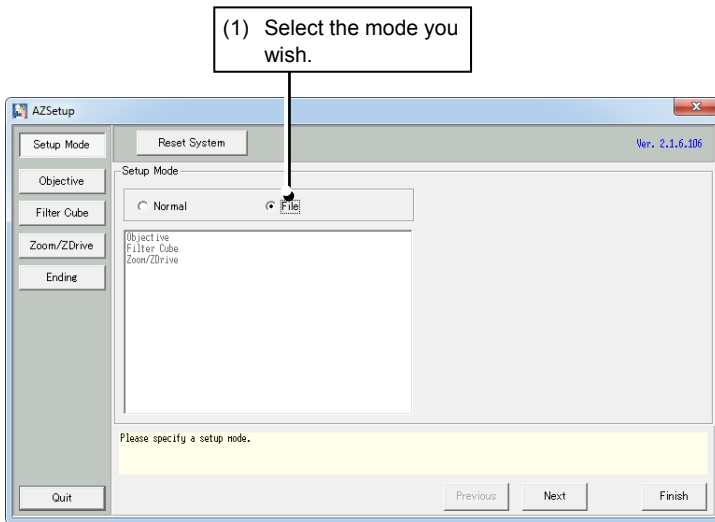 (1) Select the mode you
wish.
AZSetup
Setup Mode
Reset System
Ver. 2.1.6.106
Objective
Filter Cube
Zoom/ZDrive
Ending
Setup Mode
Normal
File
Objective
Filter Cube
Zoom/ZDrive
Please specify a setup mode.
Quit
Previous
Next
Finish